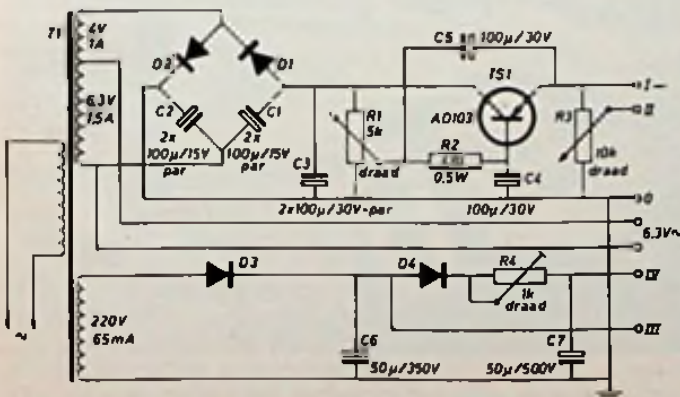 T1
4V
1A
6.3V
1,5A
D2
D1
C2
2x
100µ/15V
par
C1
2x
100µ/15V
par
C3
2x100µ/30V-par
R1
5k
draad
C5
100µ/30V
TS1
AD103
R2
0.5W
C4
100µ/30V
R3
10k
draad
I-
II
0
6.3V~
D3
D4
R4
1k
draad
IV
III
220V
65mA
C6
50µ/350V
C7
50µ/500V
~